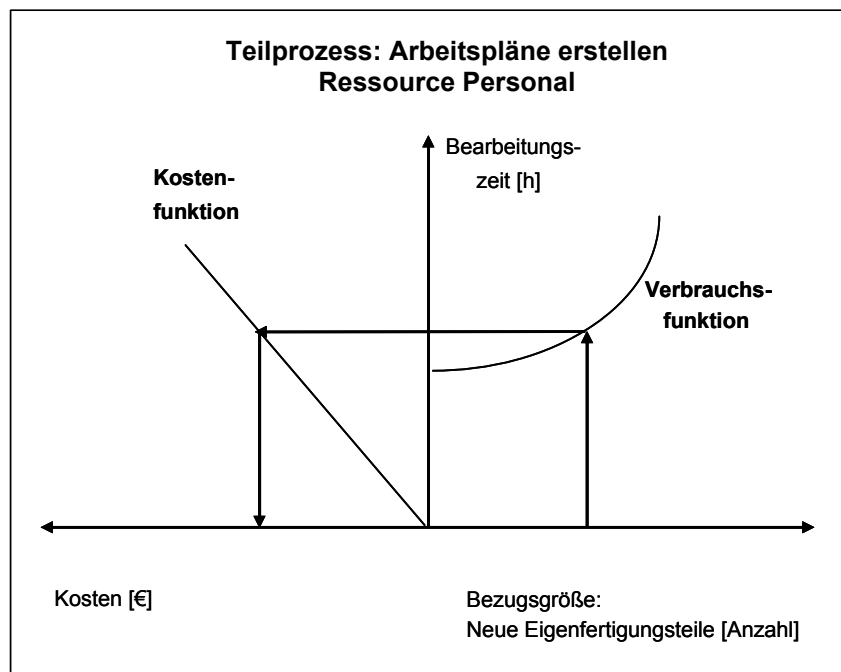 Teilprozess: Arbeitspläne erstellen
Ressource Personal
Bearbeitungs-
zeit [h]
Kosten-
funktion
Verbrauchs-
funktion
Kosten [€]
Bezugsgröße:
Neue Eigenfertigungsteile [Anzahl]